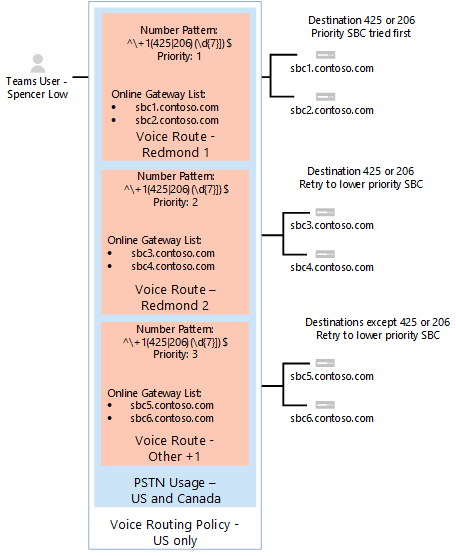 Number Pattern:
^\+1(425|206)(\d{7})$
Priority: 1
Online Gateway List:
• sbc1.contoso.com
• sbc2.contoso.com
Voice Route -
Redmond 1
Number Pattern:
^\+1(425|206)(\d{7})$
Priority: 2
Online Gateway List:
• sbc3.contoso.com
• sbc4.contoso.com
Voice Route –
Redmond 2
Number Pattern:
^\+1(425|206)(\d{7})$
Priority: 3
Online Gateway List:
• sbc5.contoso.com
• sbc6.contoso.com
Voice Route -
Other +1
PSTN Usage –
US and Canada
Voice Routing Policy -
US only
Teams User -
Spencer Low
Destination 425 or 206
Priority SBC tried first
sbc1.contoso.com
sbc2.contoso.com
Destination 425 or 206
Retry to lower priority SBC
sbc3.contoso.com
sbc4.contoso.com
Destinations except 425 or 206
Retry to lower priority SBC
sbc5.contoso.com
sbc6.contoso.com